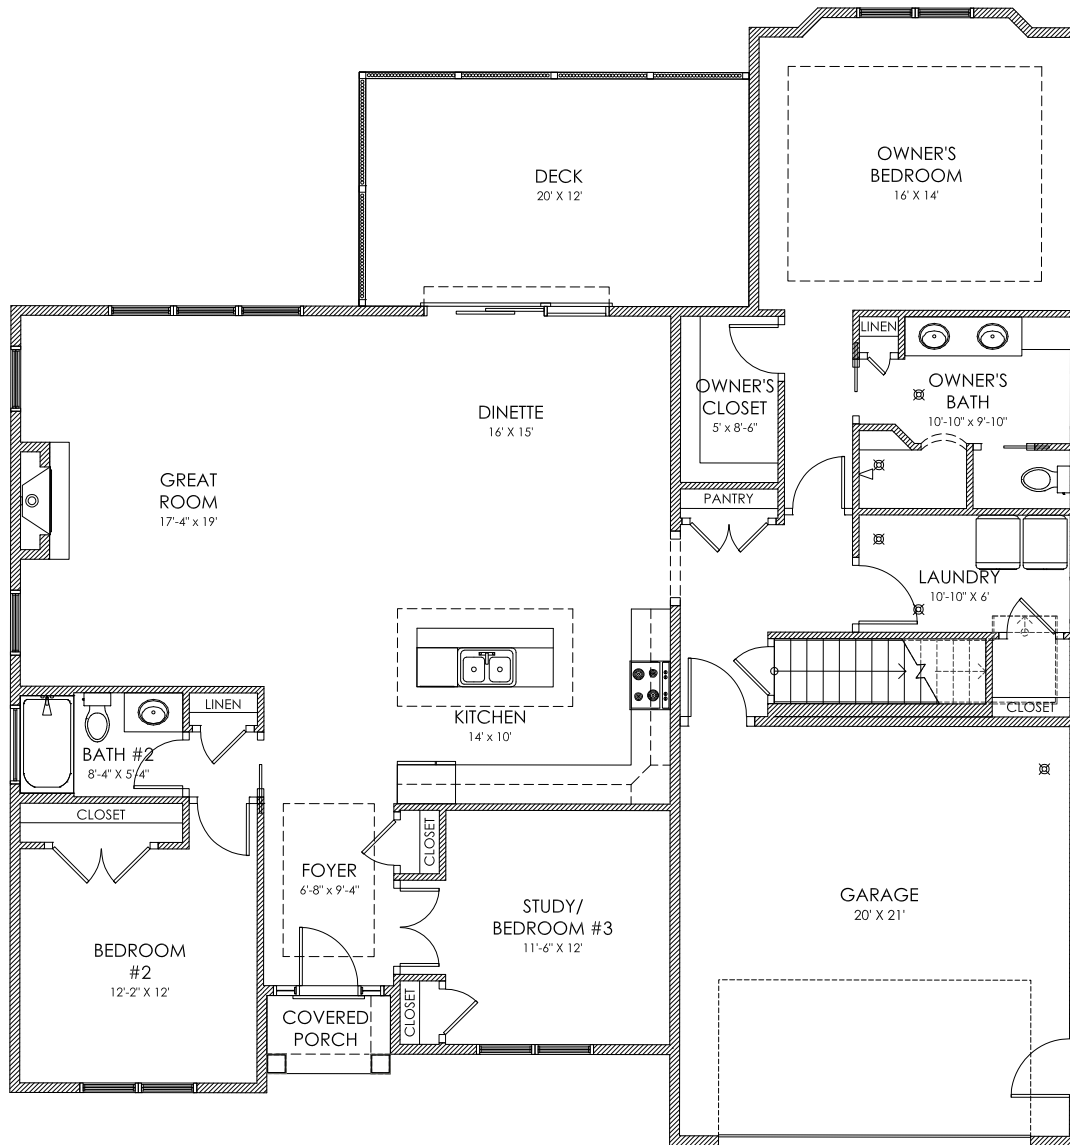 OWNER'S
BEDROOM
16' X 14'
DECK
20' X 12'
LINEN
OWNER'S
BATH
10'-10" x 9'-10"
OWNER'S
CLOSET
5' x 8'-6"
DINETTE
16' X 15'
GREAT
ROOM
17'-4" x 19'
PANTRY
LAUNDRY
10'-10" X 6'
CLOSET
LINEN
KITCHEN
14' x 10'
BATH #2
8'-4" X 5'-4"
CLOSET
CLOSET
FOYER
6'-8" x 9'-4"
GARAGE
20' X 21'
STUDY/
BEDROOM #3
11'-6" X 12'
BEDROOM
#2
12'-2" X 12'
CLOSET
COVERED
PORCH